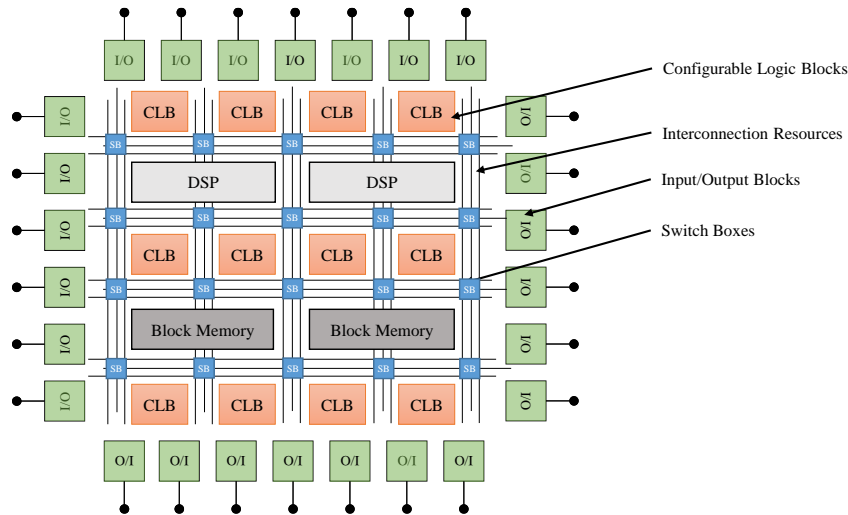 I/O I/O I/O I/O I/O I/O I/O
Configurable Logic Blocks
I/O CLB CLB CLB CLB I/O
SB SB SB SB SB
Interconnection Resources
I/O DSP DSP I/O
Input/Output Blocks
I/O SB SB SB SB SB I/O
Switch Boxes
CLB CLB CLB CLB
I/O SB SB SB SB SB I/O
I/O Block Memory Block Memory I/O
SB SB SB SB SB
I/O CLB CLB CLB CLB I/O
O/I O/I O/I O/I O/I O/I O/I